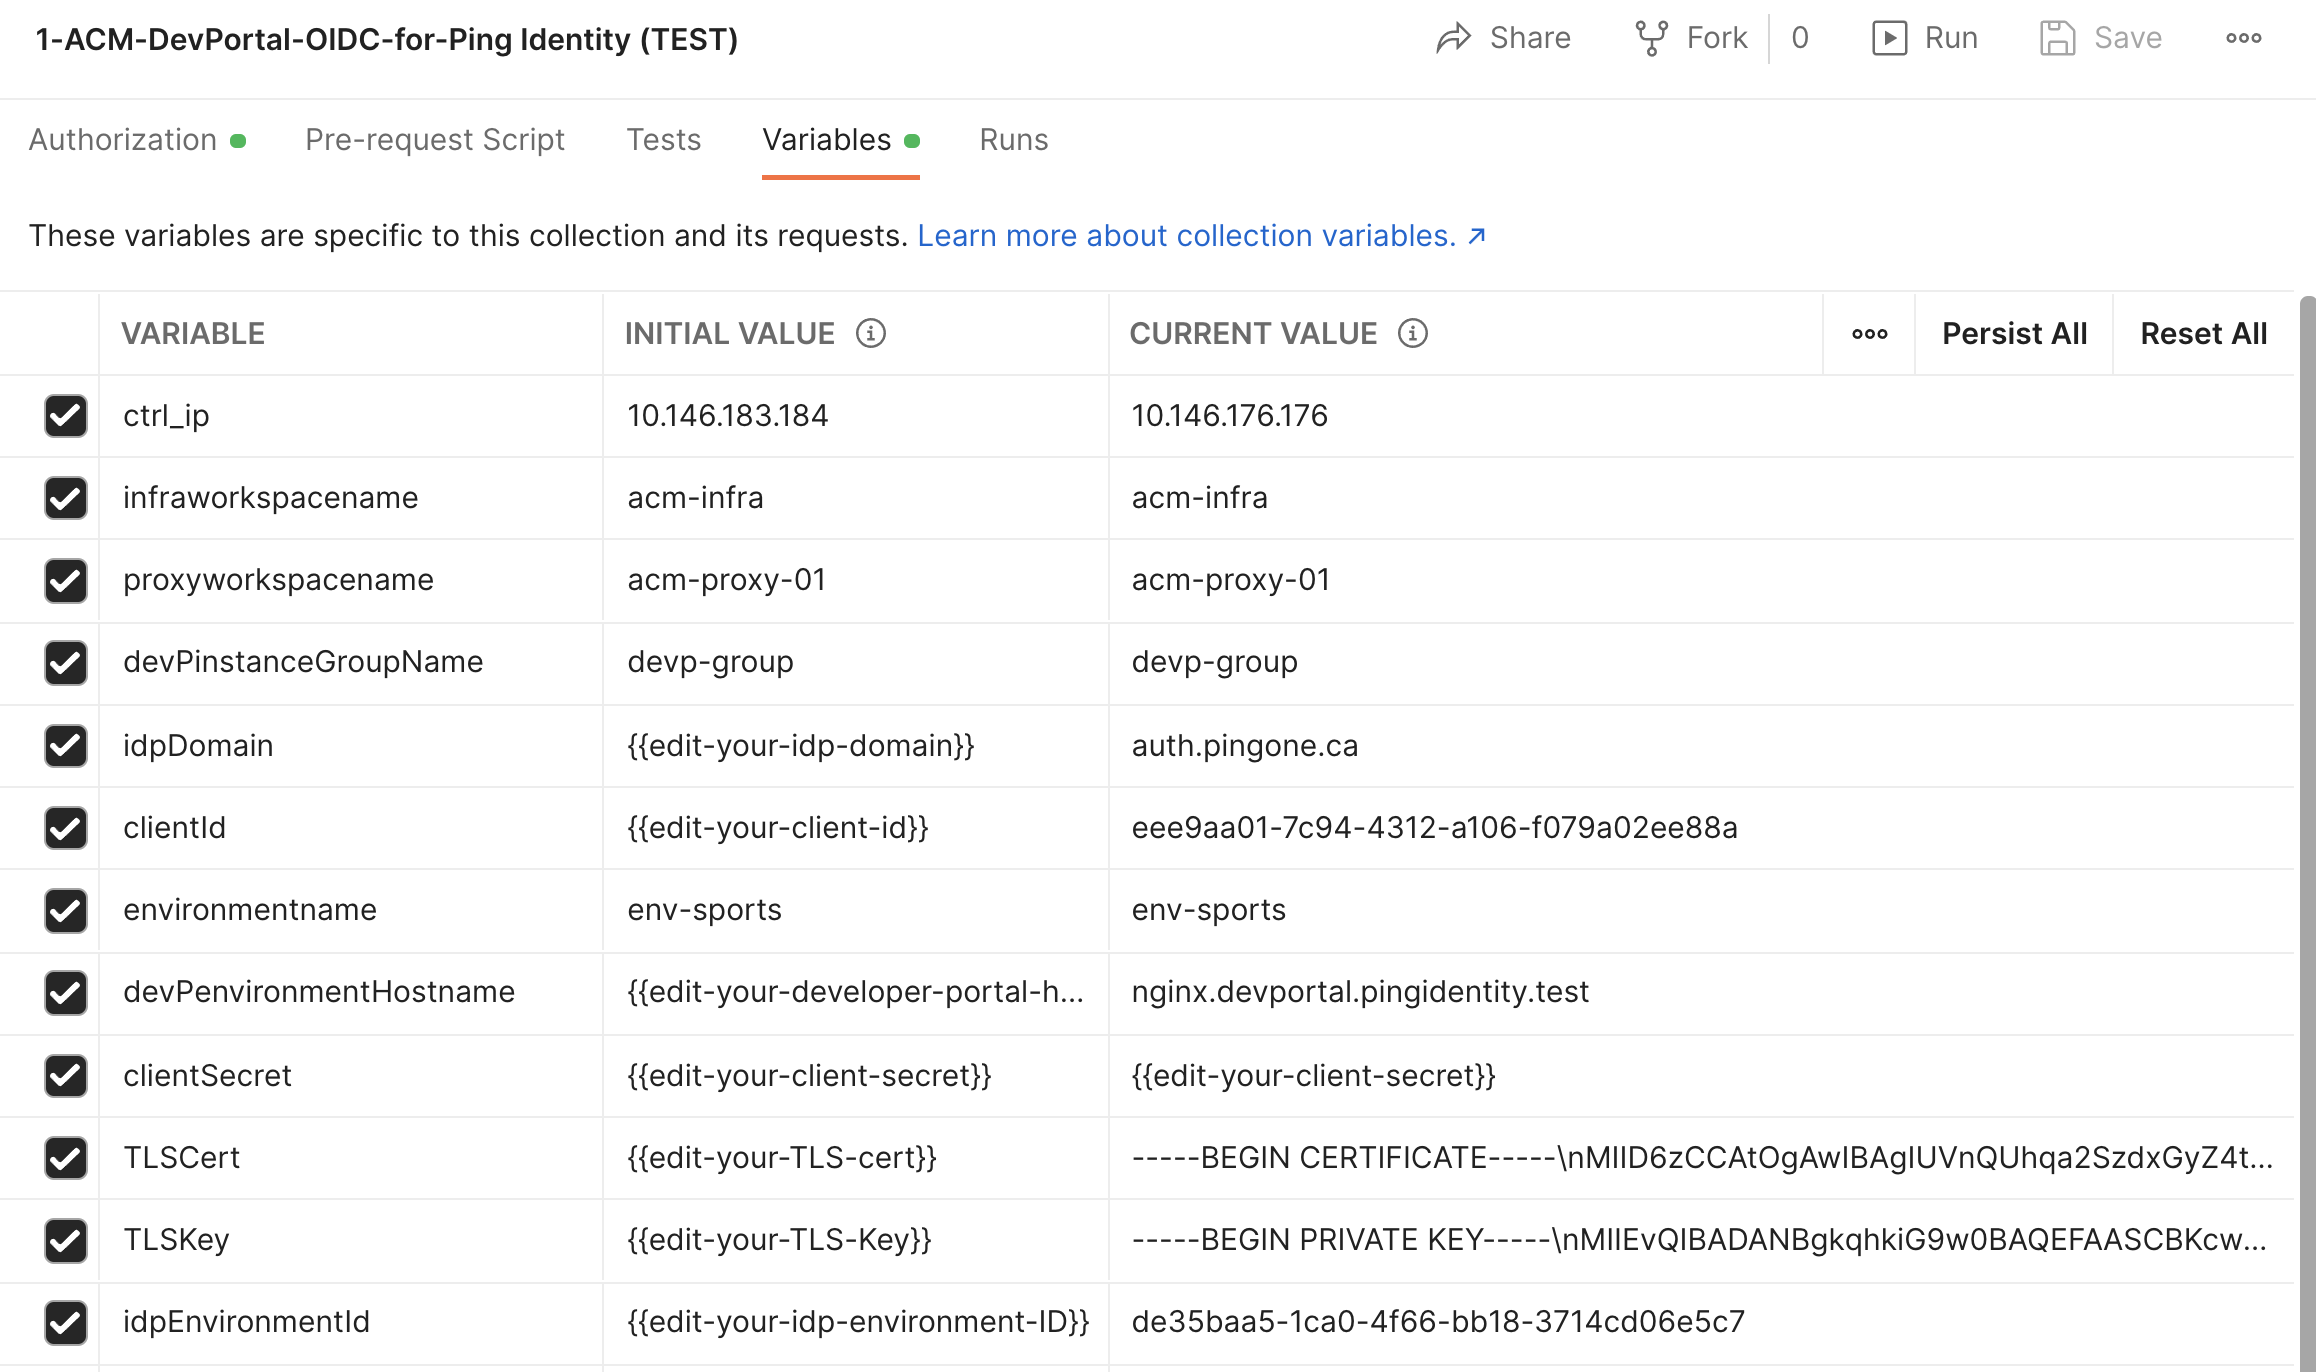 1-ACM-DevPortal-OIDC-for-Ping Identity (TEST) Share Fork 0 Run Save
Authorization Pre-request Script Tests Variables Runs
These variables are specific to this collection and its requests. Learn more about collection variables. ↗
VARIABLE INITIAL VALUE CURRENT VALUE Persist All Reset All
ctrl_ip 10.146.183.184 10.146.176.176
infraworkspacename acm-infra acm-infra
proxyworkspacename acm-proxy-01 acm-proxy-01
devPinstanceGroupName devp-group devp-group
idpDomain {{edit-your-idp-domain}} auth.pingone.ca
clientId {{edit-your-client-id}} eee9aa01-7c94-4312-a106-f079a02ee88a
environmentname env-sports env-sports
devPenvironmentHostname {{edit-your-developer-portal-h... nginx.devportal.pingidentity.test
clientSecret {{edit-your-client-secret}} {{edit-your-client-secret}}
TLSCert {{edit-your-TLS-cert}} -----BEGIN CERTIFICATE-----\nMIID6zCCAtOgAwIBAgIUVnQUhqa2SzdxGyZ4t...
TLSKey {{edit-your-TLS-Key}} -----BEGIN PRIVATE KEY-----\nMIIEvQIBADANBgkqhkiG9w0BAQEFAASCBKcw...
idpEnvironmentId {{edit-your-idp-environment-ID}} de35baa5-1ca0-4f66-bb18-3714cd06e5c7